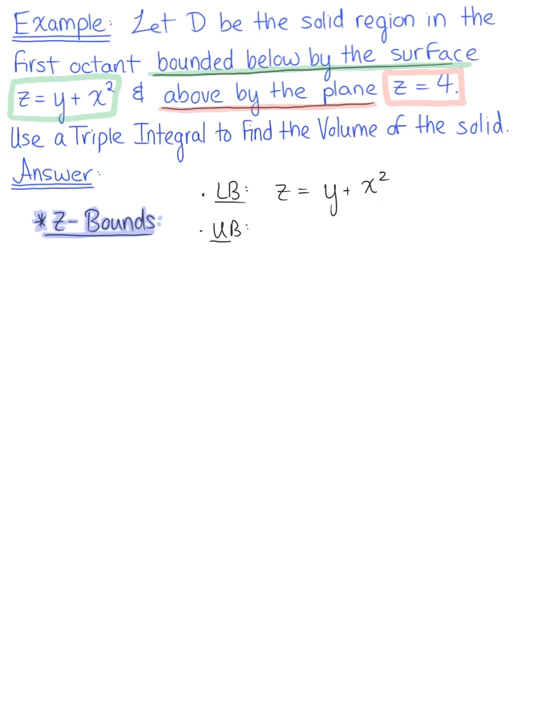 Example: Let D be the solid region in the
first octant bounded below by the surface
z = y + x² & above by the plane z = 4.
Use a Triple Integral to Find the Volume of the solid.
Answer:
· LB: z = y + x²
* Z-Bounds:
· UB: